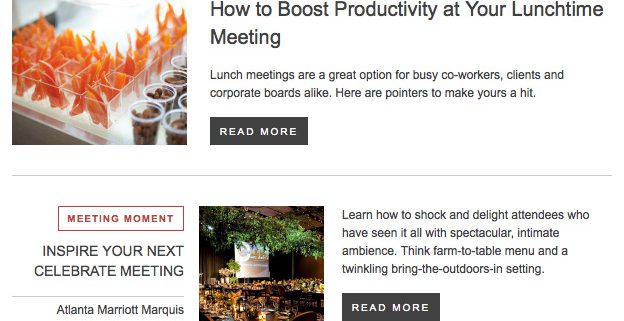 How to Boost Productivity at Your Lunchtime
Meeting
Lunch meetings are a great option for busy co-workers, clients and
corporate boards alike. Here are pointers to make yours a hit.
READ MORE
MEETING MOMENT
INSPIRE YOUR NEXT
CELEBRATE MEETING
Atlanta Marriott Marquis
Learn how to shock and delight attendees who
have seen it all with spectacular, intimate
ambience. Think farm-to-table menu and a
twinkling bring-the-outdoors-in setting.
READ MORE